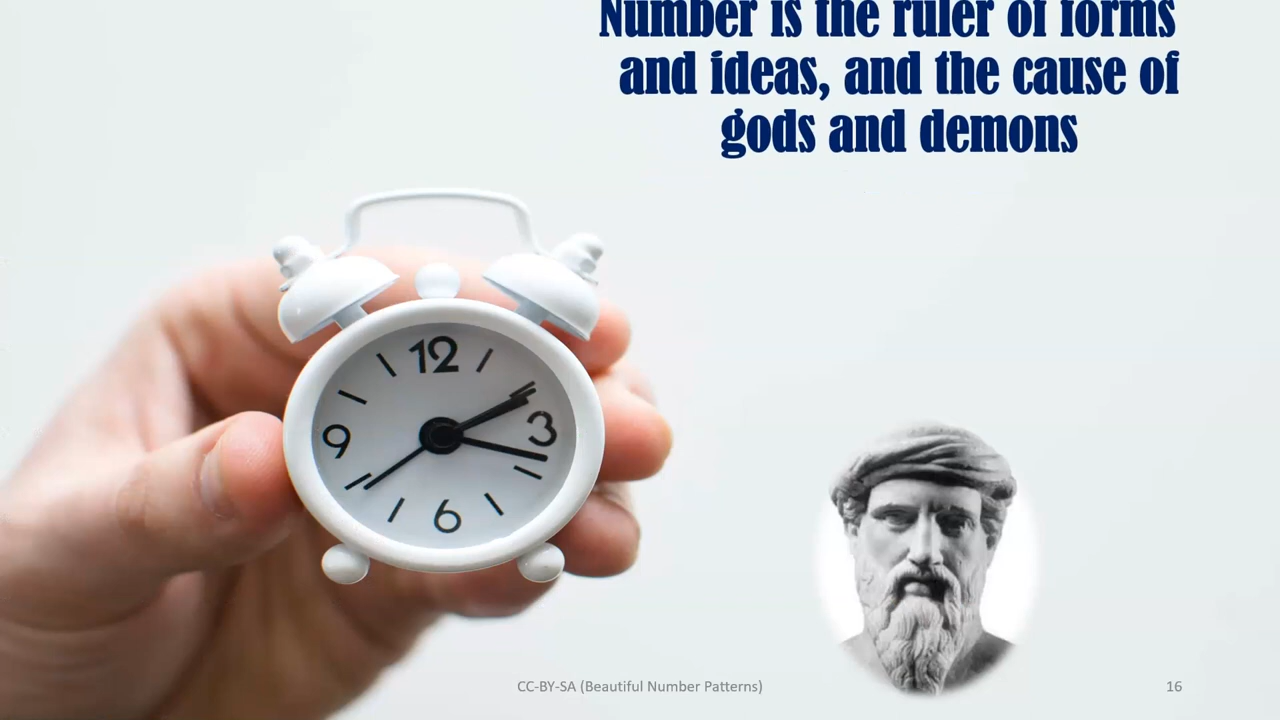 Number is the ruler of forms
and ideas, and the cause of
gods and demons
12
3
9
6
CC-BY-SA (Beautiful Number Patterns)
16